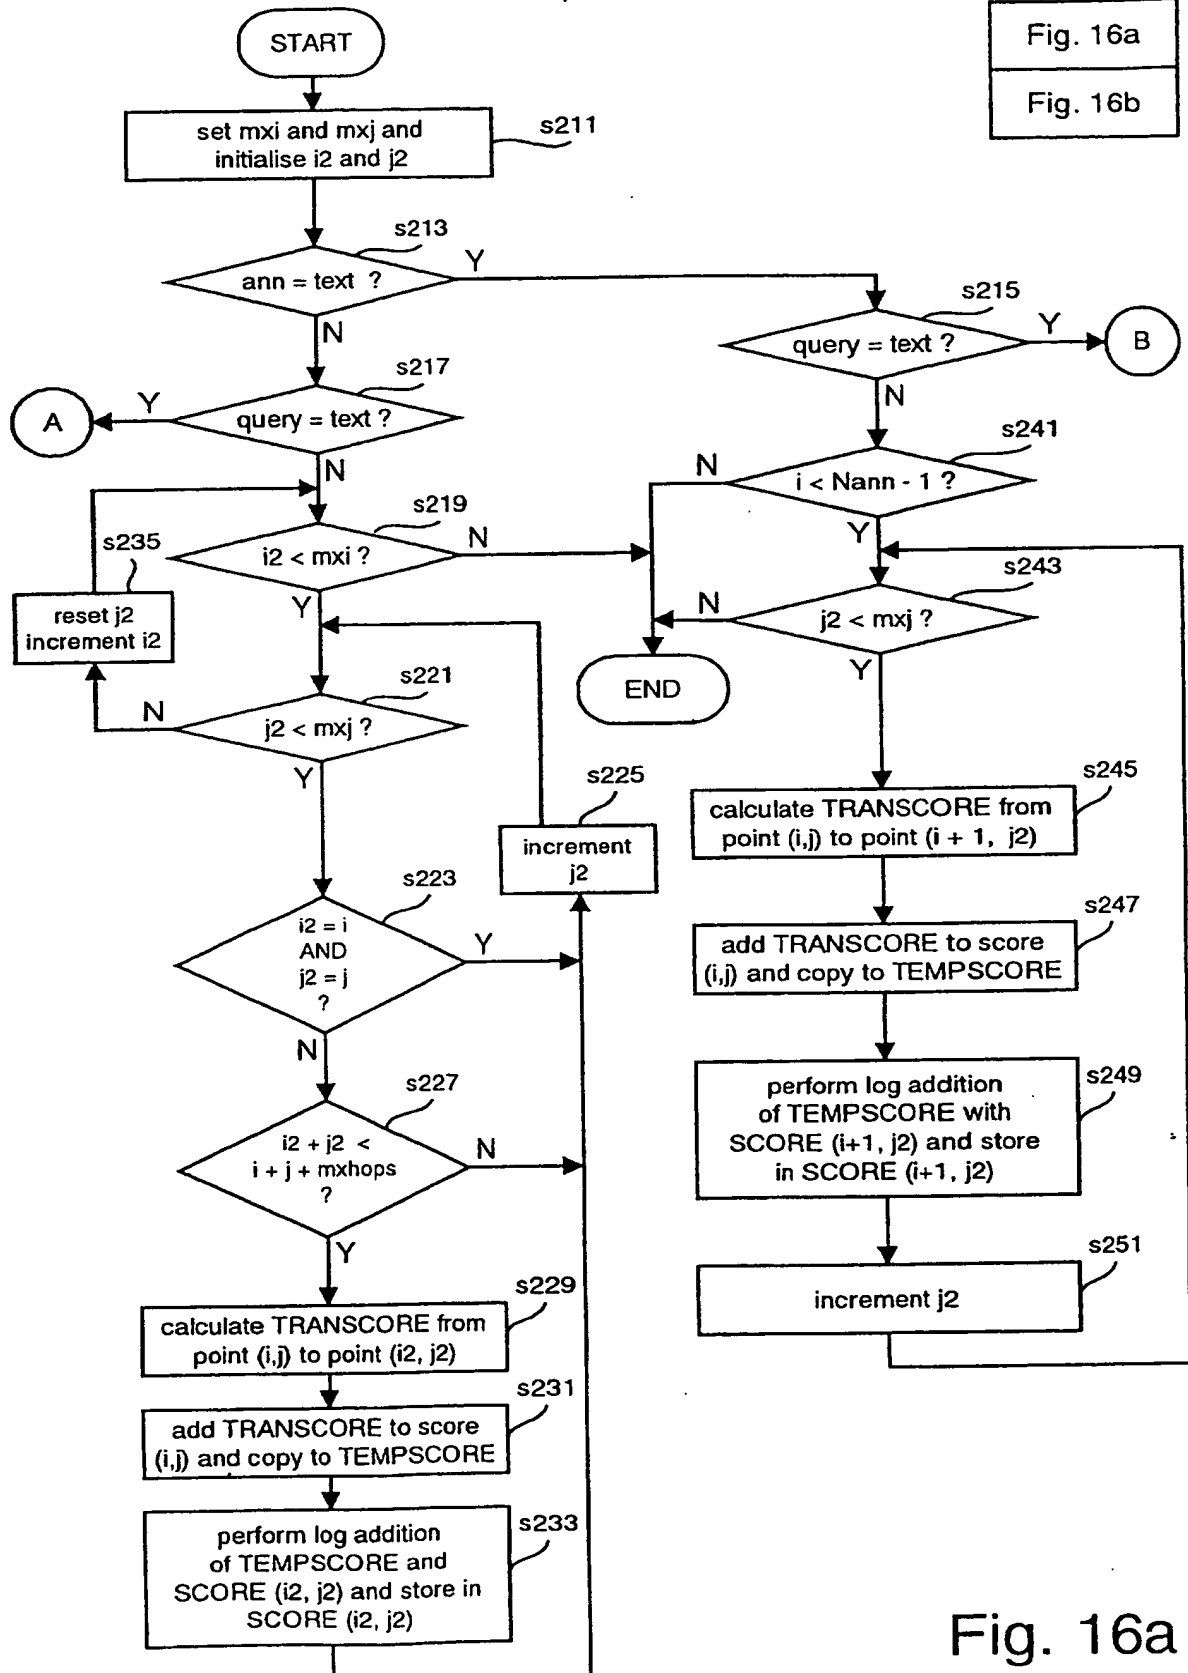 START
Fig. 16a
Fig. 16b
set mxi and mxj and
initialise i2 and j2
s211
s213
ann = text ?
Y
N
s215
query = text ?
Y
B
N
s217
query = text ?
Y
A
N
s241
i < Nann - 1 ?
N
Y
s219
i2 < mxi ?
N
Y
s235
reset j2
increment i2
s243
j2 < mxj ?
N
Y
END
s221
j2 < mxj ?
N
Y
s225
increment
j2
s245
calculate TRANSCORE from
point (i,j) to point (i + 1, j2)
s223
i2 = i
AND
j2 = j
?
Y
N
s247
add TRANSCORE to score
(i,j) and copy to TEMPSCORE
s227
i2 + j2 <
i + j + mxhops
?
N
Y
s249
perform log addition
of TEMPSCORE with
SCORE (i+1, j2) and store
in SCORE (i+1, j2)
s251
increment j2
s229
calculate TRANSCORE from
point (i,j) to point (i2, j2)
s231
add TRANSCORE to score
(i,j) and copy to TEMPSCORE
s233
perform log addition
of TEMPSCORE and
SCORE (i2, j2) and store in
SCORE (i2, j2)
Fig. 16a